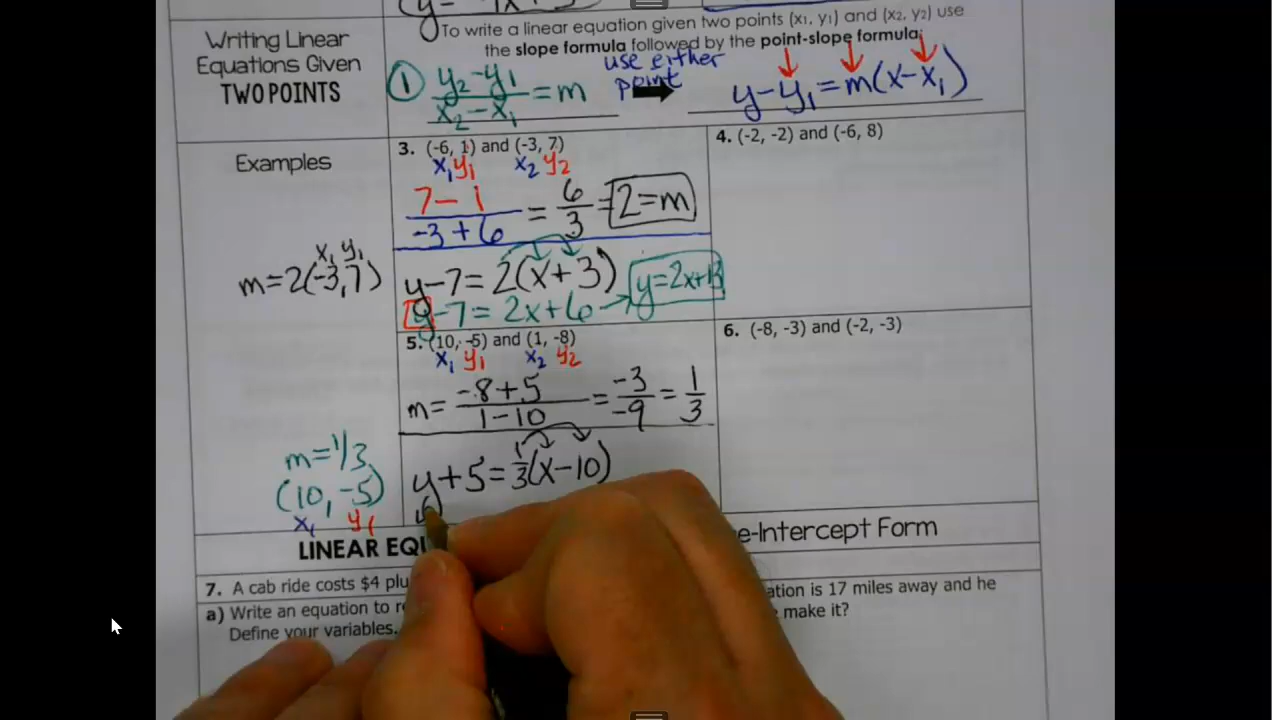 Writing Linear
Equations Given
TWO POINTS
To write a linear equation given two points (x₁, y₁) and (x₂, y₂) use
the slope formula followed by the point-slope formula:
① y₂-y₁/x₂-x₁ = m
use either
point
y-y₁=m(x-x₁)
Examples
3. (-6, 1) and (-3, 7)
x₁ y₁ x₂ y₂
7-1/-3+6 = 6/3 = 2=m
x₁ y₁
m=2(-3,7)
y-7=2(x+3)
y-7=2x+6
y=2x+13
4. (-2, -2) and (-6, 8)
5. (10, -5) and (1, -8)
x₁ y₁ x₂ y₂
m= -8+5/1-10 = -3/-9 = 1/3
m=1/3
(10, -5)
x₁ y₁
y+5=1/3(x-10)
6. (-8, -3) and (-2, -3)
LINEAR EQU
e-Intercept Form
7. A cab ride costs $4 plu
ation is 17 miles away and he
a) Write an equation to r
make it?
Define your variables.